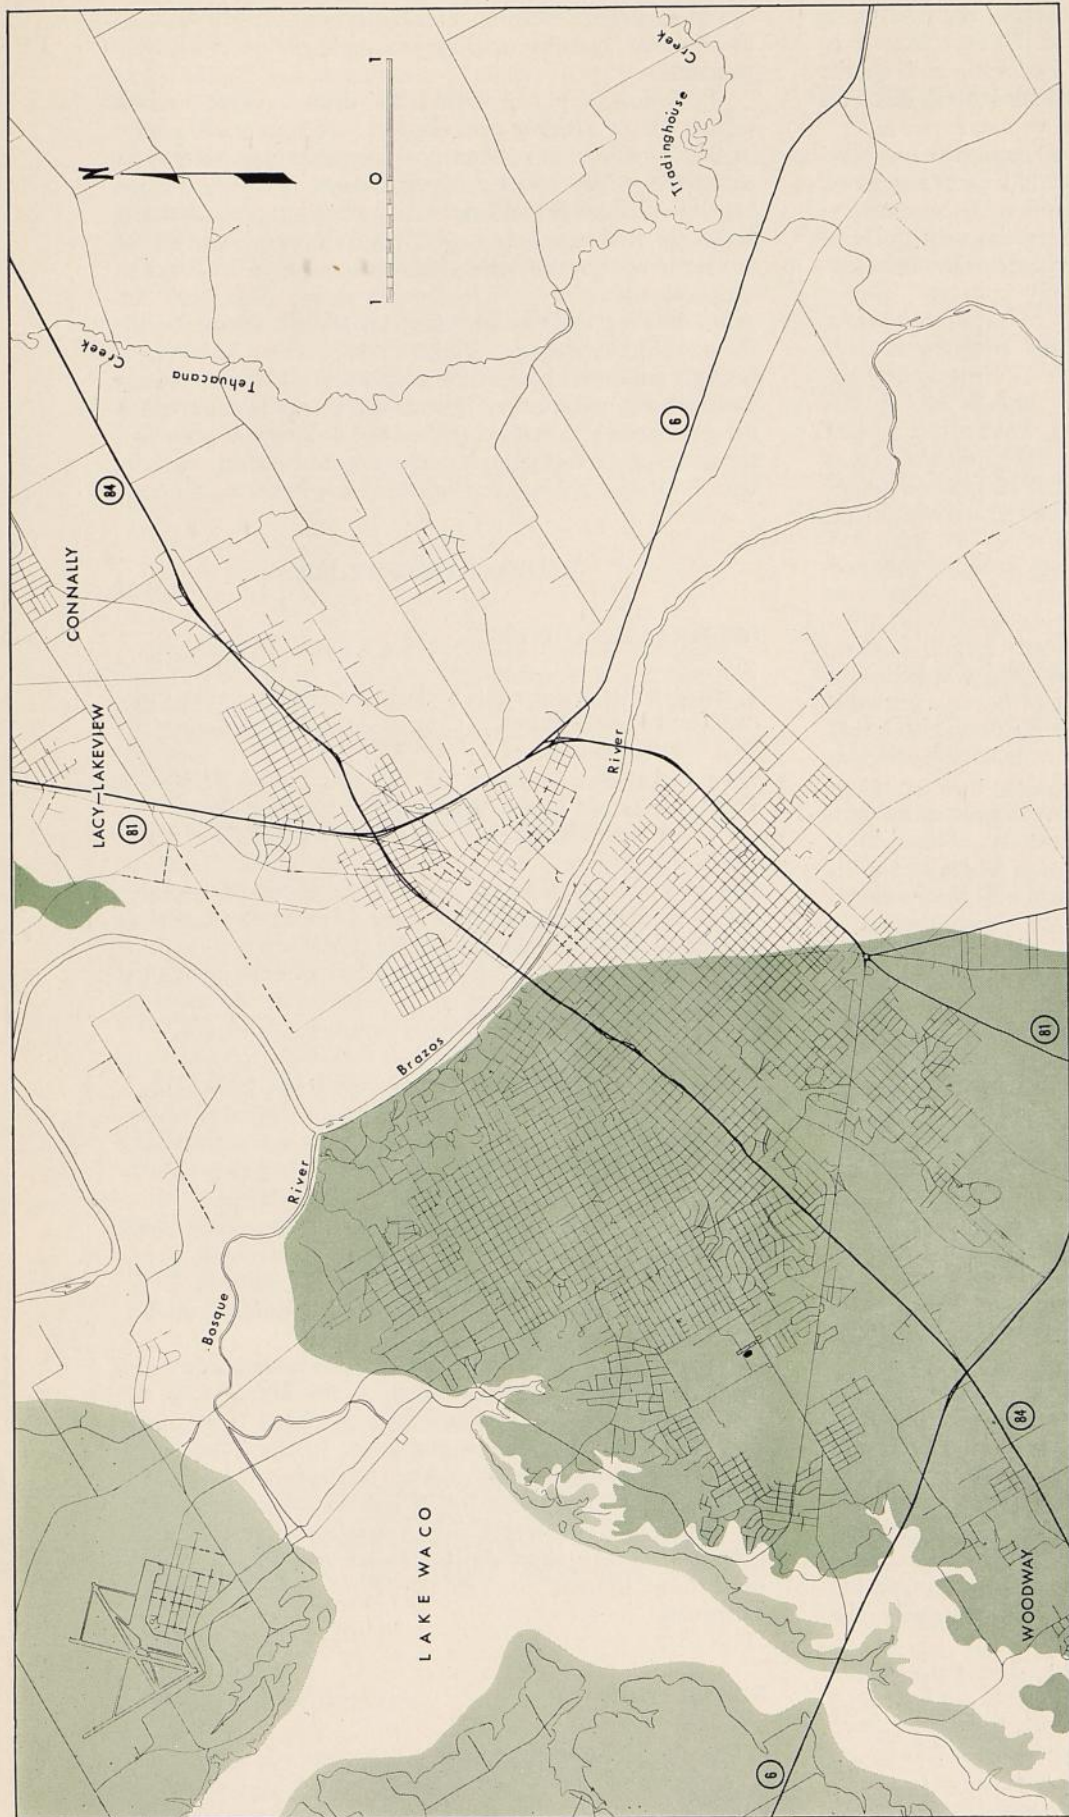 N
1 0 1
Tradinghouse Creek
Tehuacana Creek
84
CONNALLY
6
LACY-LAKEVIEW
81
River
Brazos
River
Bosque
81
LAKE WACO
84
WOODWAY
6